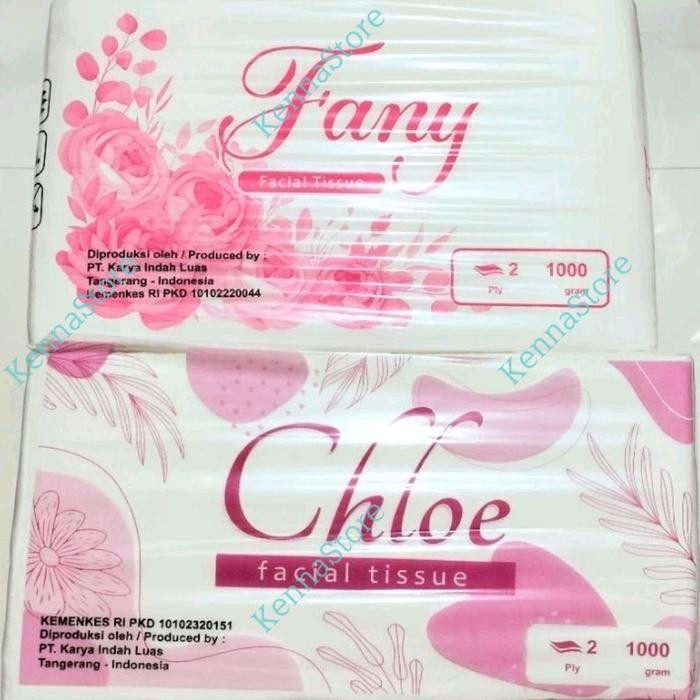 Fany
Facial Tissue
Diproduksi oleh / Produced by :
PT. Karya Indah Luas
Tangerang - Indonesia
Kemenkes RI PKD 10102220044
2 1000
Ply gram
Chloe
facial tissue
KEMENKES RI PKD 10102320151
Diproduksi oleh / Produced by :
PT. Karya Indah Luas
Tangerang - Indonesia
2 1000
Ply gram
KennaStore
KennaStore
KennaStore
KennaStore